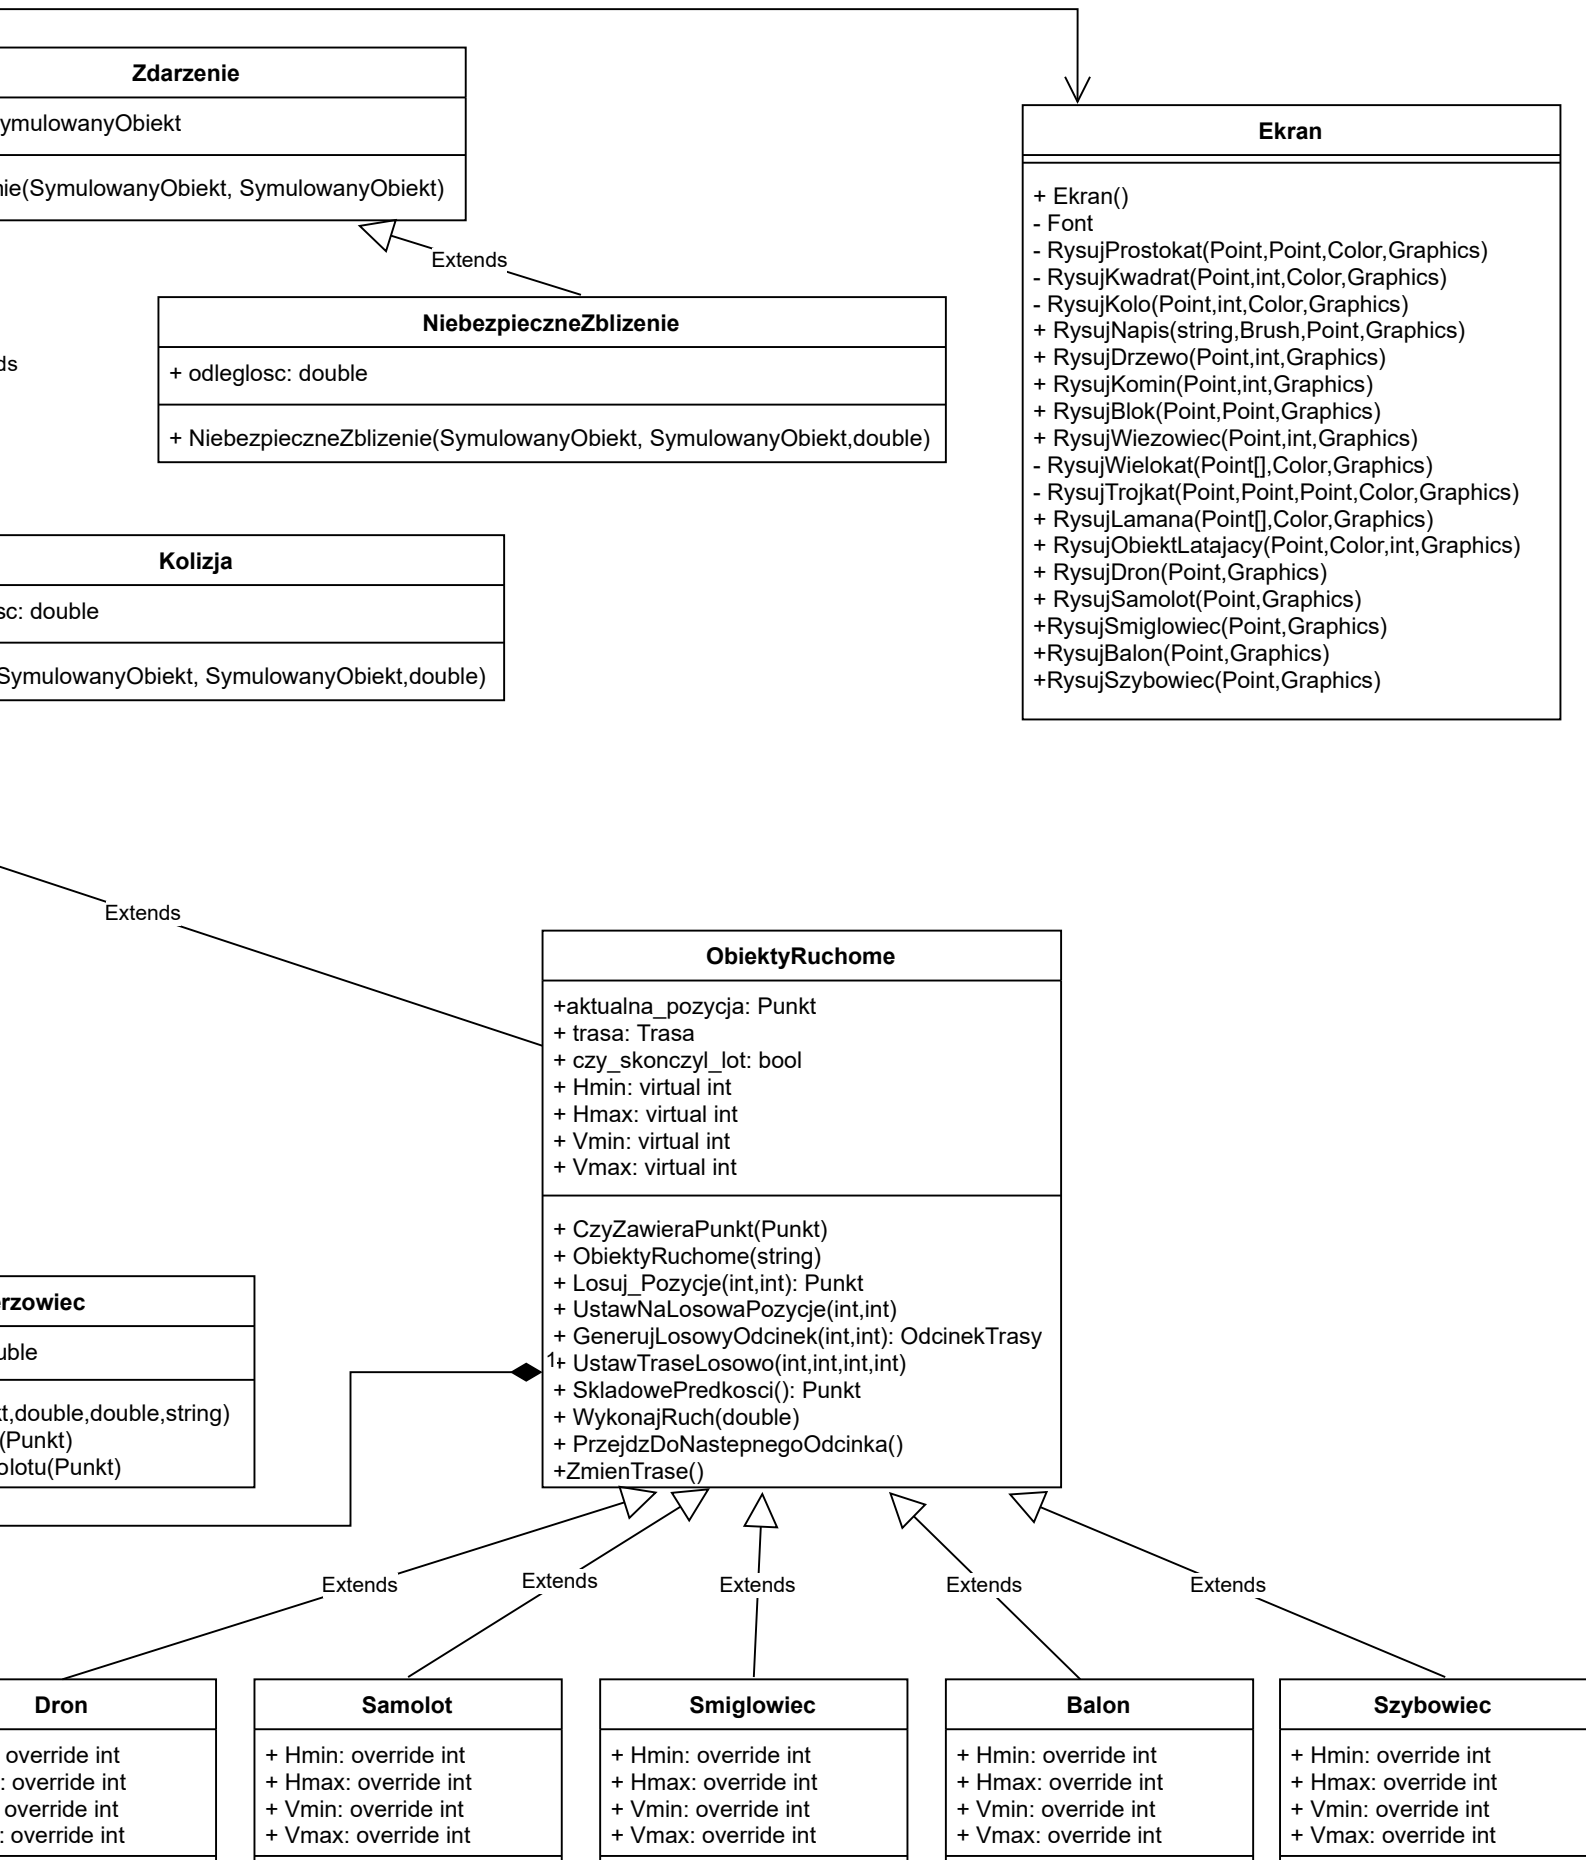 Zdarzenie
ymulowanyObiekt
nie(SymulowanyObiekt, SymulowanyObiekt)
Extends
NiebezpieczneZblizenie
+ odleglosc: double
+ NiebezpieczneZblizenie(SymulowanyObiekt, SymulowanyObiekt,double)
ds
Kolizja
sc: double
SymulowanyObiekt, SymulowanyObiekt,double)
Ekran
+ Ekran()
- Font
- RysujProstokat(Point,Point,Color,Graphics)
- RysujKwadrat(Point,int,Color,Graphics)
- RysujKolo(Point,int,Color,Graphics)
+ RysujNapis(string,Brush,Point,Graphics)
+ RysujDrzewo(Point,int,Graphics)
+ RysujKomin(Point,int,Graphics)
+ RysujBlok(Point,Point,Graphics)
+ RysujWiezowiec(Point,int,Graphics)
- RysujWielokat(Point[],Color,Graphics)
- RysujTrojkat(Point,Point,Point,Color,Graphics)
+ RysujLamana(Point[],Color,Graphics)
+ RysujObiektLatajacy(Point,Color,int,Graphics)
+ RysujDron(Point,Graphics)
+ RysujSamolot(Point,Graphics)
+RysujSmiglowiec(Point,Graphics)
+RysujBalon(Point,Graphics)
+RysujSzybowiec(Point,Graphics)
Extends
ObiektyRuchome
+aktualna_pozycja: Punkt
+ trasa: Trasa
+ czy_skonczyl_lot: bool
+ Hmin: virtual int
+ Hmax: virtual int
+ Vmin: virtual int
+ Vmax: virtual int
+ CzyZawieraPunkt(Punkt)
+ ObiektyRuchome(string)
+ Losuj_Pozycje(int,int): Punkt
+ UstawNaLosowaPozycje(int,int)
+ GenerujLosowyOdcinek(int,int): OdcinekTrasy
1
+ UstawTraseLosowo(int,int,int,int)
+ SkladowePredkosci(): Punkt
+ WykonajRuch(double)
+ PrzejdzDoNastepnegoOdcinka()
+ZmienTrase()
erzowiec
uble
t,double,double,string)
(Punkt)
olotu(Punkt)
Extends
Extends
Extends
Extends
Extends
Dron
override int
: override int
override int
: override int
Samolot
+ Hmin: override int
+ Hmax: override int
+ Vmin: override int
+ Vmax: override int
Smiglowiec
+ Hmin: override int
+ Hmax: override int
+ Vmin: override int
+ Vmax: override int
Balon
+ Hmin: override int
+ Hmax: override int
+ Vmin: override int
+ Vmax: override int
Szybowiec
+ Hmin: override int
+ Hmax: override int
+ Vmin: override int
+ Vmax: override int